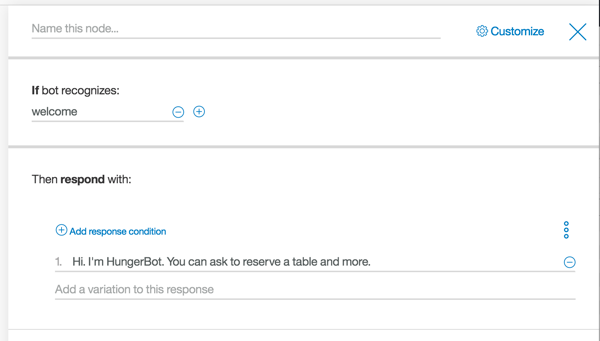 Name this node...
Customize
If bot recognizes:
welcome
Then respond with:
Add response condition
1. Hi. I'm HungerBot. You can ask to reserve a table and more.
Add a variation to this response